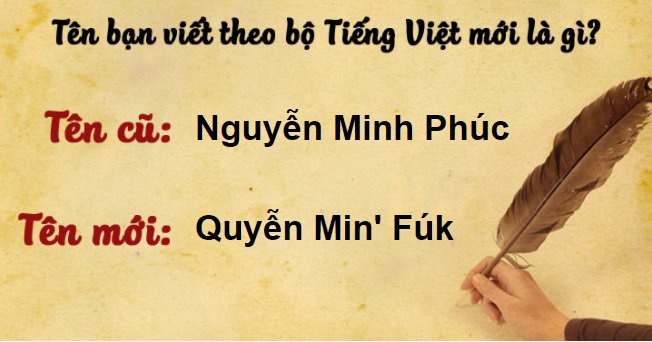 Tên bạn viết theo bộ Tiếng Việt mới là gì?
Tên cũ: Nguyễn Minh Phúc
Tên mới: Quyễn Min' Fúk